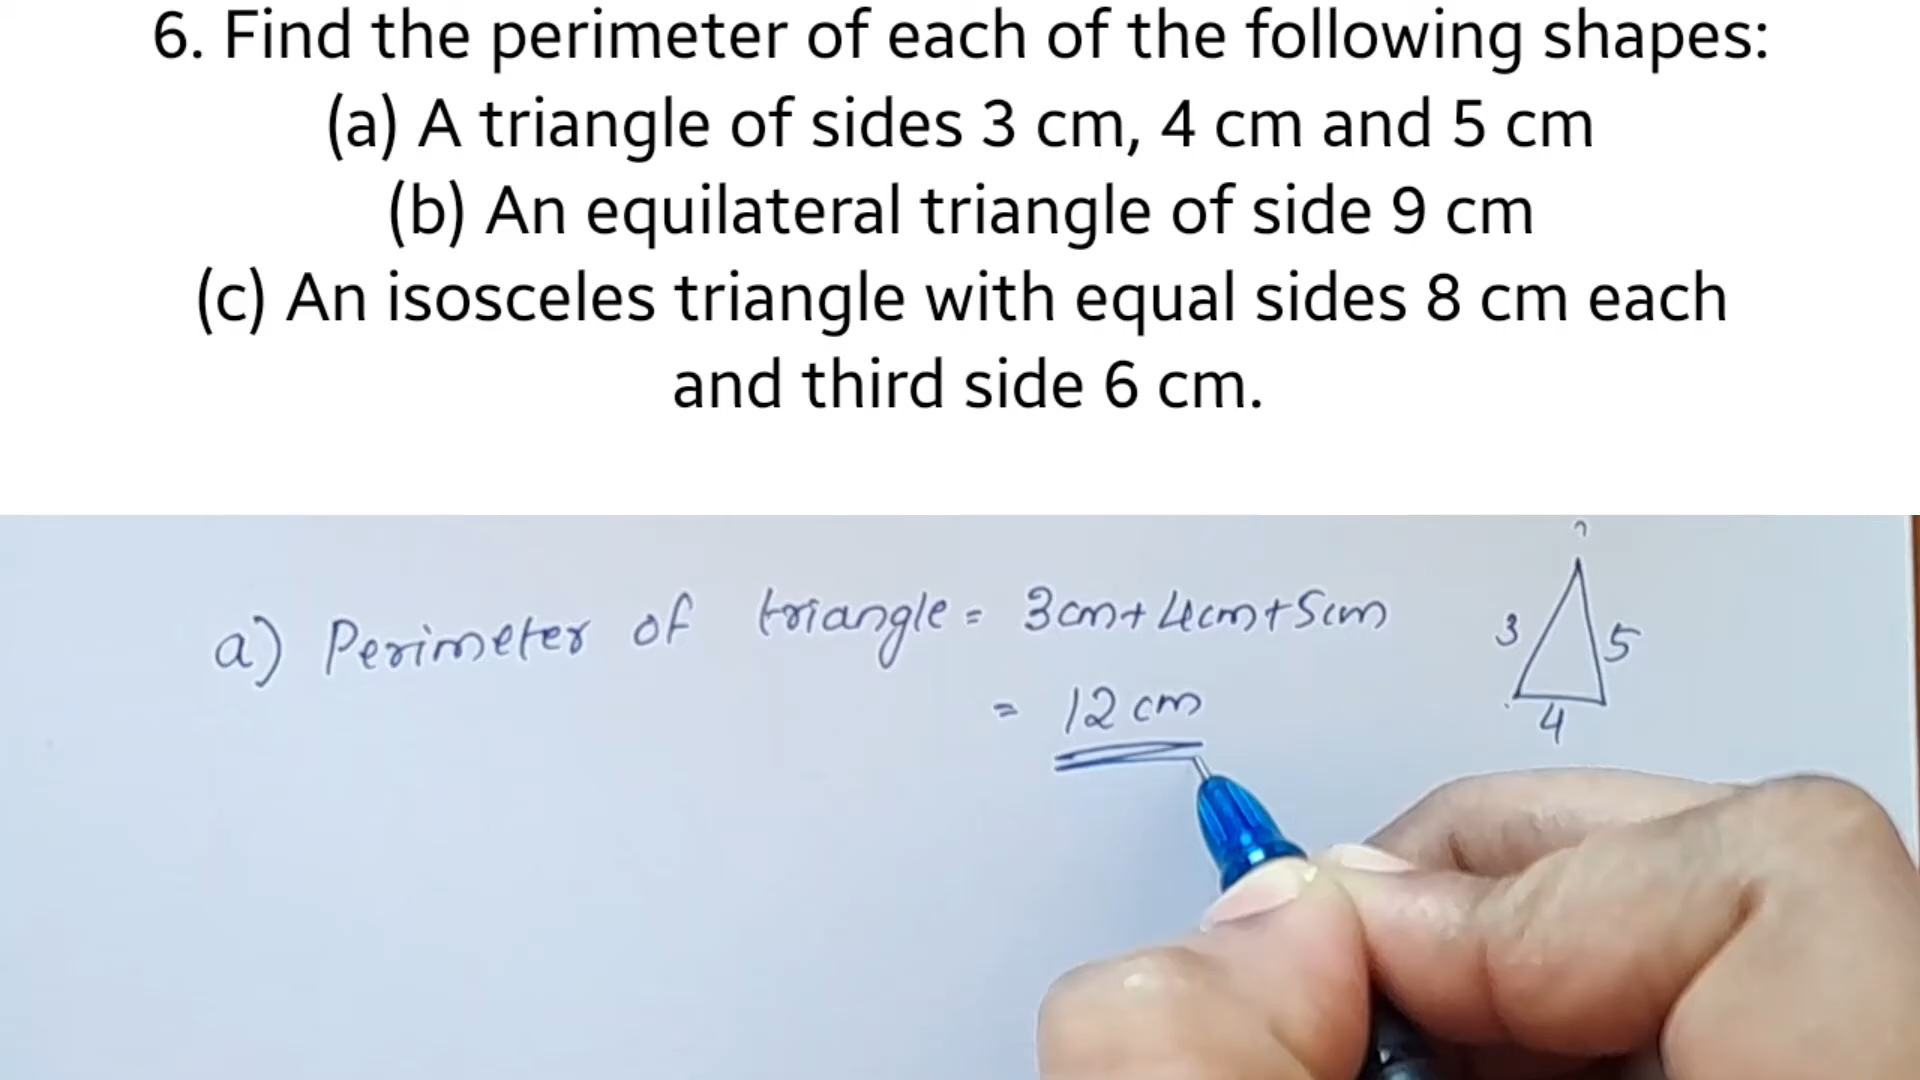 6. Find the perimeter of each of the following shapes:
(a) A triangle of sides 3 cm, 4 cm and 5 cm
(b) An equilateral triangle of side 9 cm
(c) An isosceles triangle with equal sides 8 cm each
and third side 6 cm.
a) Perimeter of triangle = 3cm+4cm+5cm
= 12 cm
3
5
4